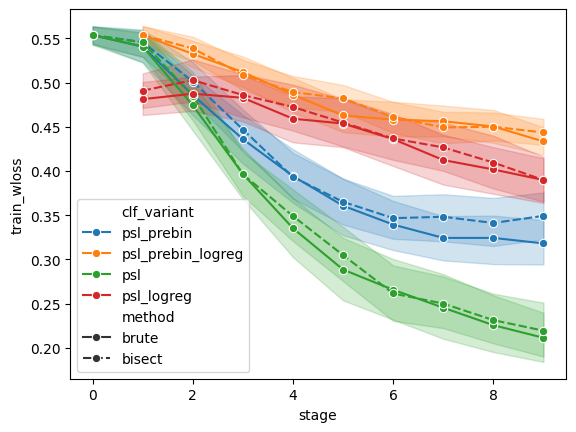 0.55
0.50
0.45
0.40
0.35
0.30
0.25
0.20
train_wloss
clf_variant
psl_prebin
psl_prebin_logreg
psl
psl_logreg
method
brute
bisect
0 2 4 6 8
stage